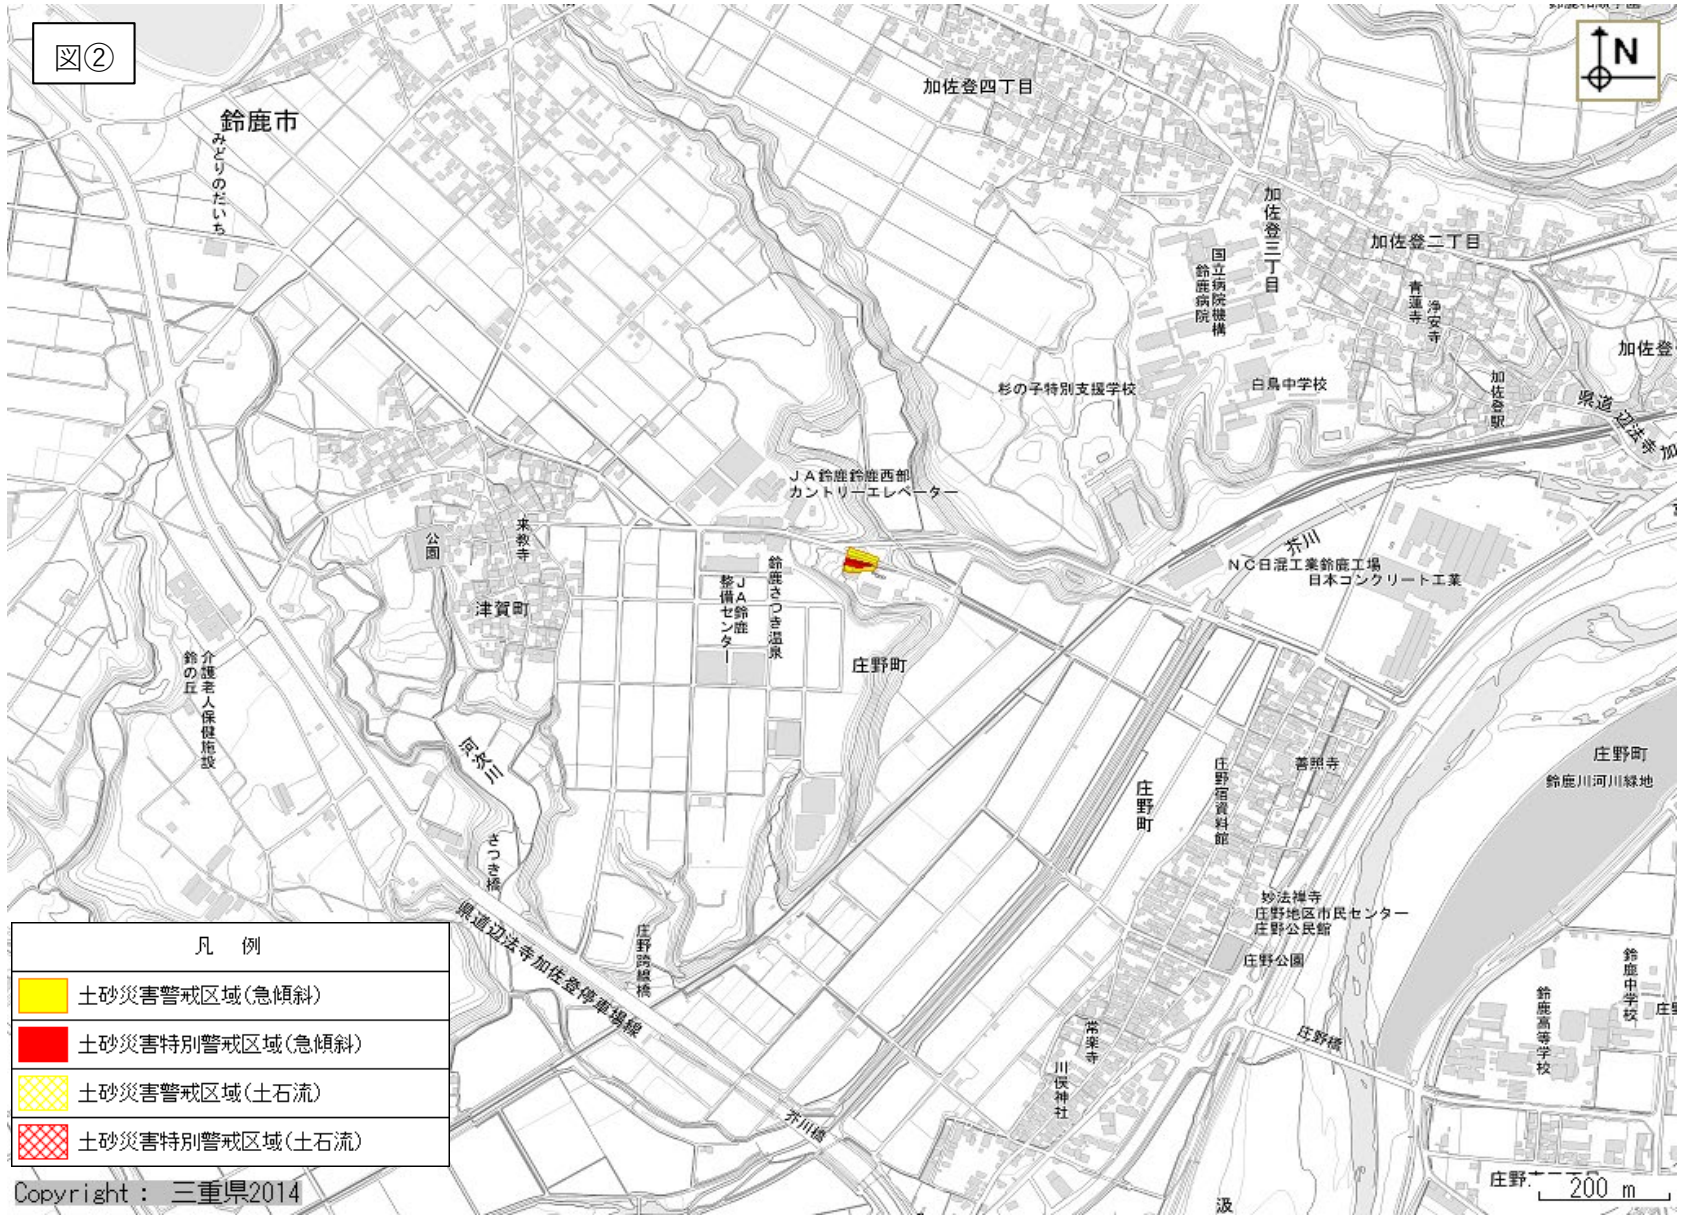 図②
N
鈴鹿市
みどりのだいち
加佐登四丁目
加佐登三丁目
加佐登二丁目
国立病院機構
鈴鹿病院
青蓮寺
浄安寺
加佐登
加佐登駅
県道 辺法寺 加
杉の子特別支援学校
白鳥中学校
JA鈴鹿鈴鹿西部
カントリーエレベーター
芥川
NC日混工業鈴鹿工場
日本コンクリート工業
来教寺
公園
津賀町
JA鈴鹿
整備センター
鈴鹿さつき温泉
庄野町
介護老人保健施設
鈴の丘
河次川
さつき橋
県道辺法寺加佐登停車場線
庄野跨線橋
庄野町
庄野宿資料館
善照寺
庄野町
鈴鹿川河川緑地
妙法禅寺
庄野地区市民センター
庄野公民館
庄野公園
常楽寺
川俣神社
芥川橋
庄野橋
鈴鹿高等学校
鈴鹿中学校
汲
凡 例
土砂災害警戒区域(急傾斜)
土砂災害特別警戒区域(急傾斜)
土砂災害警戒区域(土石流)
土砂災害特別警戒区域(土石流)
Copyright : 三重県2014
200 m